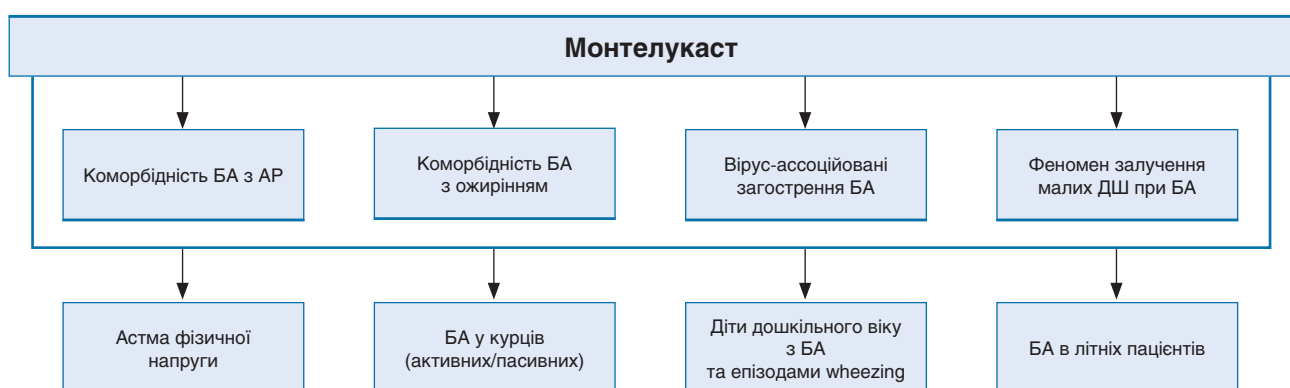 Монтелукаст
Коморбідність БА з АР
Коморбідність БА
з ожирінням
Вірус-ассоційовані
загострення БА
Феномен залучення
малих ДШ при БА
Астма фізичної
напруги
БА у курців
(активних/пасивних)
Діти дошкільного віку
з БА
та епізодами wheezing
БА в літніх пацієнтів